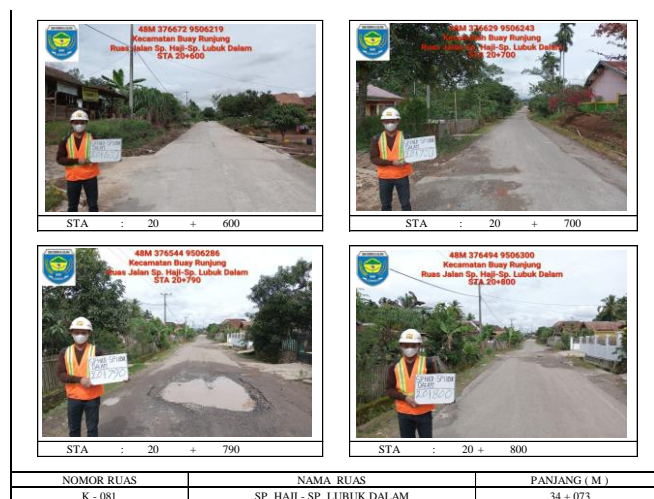 48M 376672 9506219
Kecamatan Buay Runjung
Ruas Jalan Sp. Haji-Sp. Lubuk Dalam
STA 20+600
STA : 20 + 600
48M 376629 9506243
Kecamatan Buay Runjung
Ruas Jalan Sp. Haji-Sp. Lubuk Dalam
STA 20+700
STA : 20 + 700
48M 376544 9506286
Kecamatan Buay Runjung
Ruas Jalan Sp. Haji-Sp. Lubuk Dalam
STA 20+790
20+790
STA : 20 + 790
48M 376494 9506300
Kecamatan Buay Runjung
Ruas Jalan Sp. Haji-Sp. Lubuk Dalam
STA 20+800
20+800
STA : 20 + 800
NOMOR RUAS NAMA RUAS PANJANG ( M )
K - 081 SP. HAJI - SP. LUBUK DALAM 34 + 073